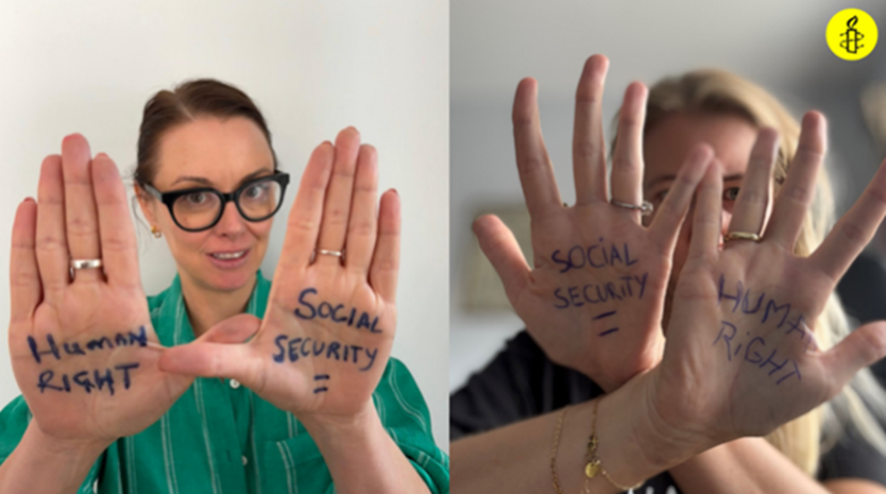 Human
RIGHT
SOCIAL
SECURITY
=
SOCIAL
SECURITY
=
HUMAN
RIGHT